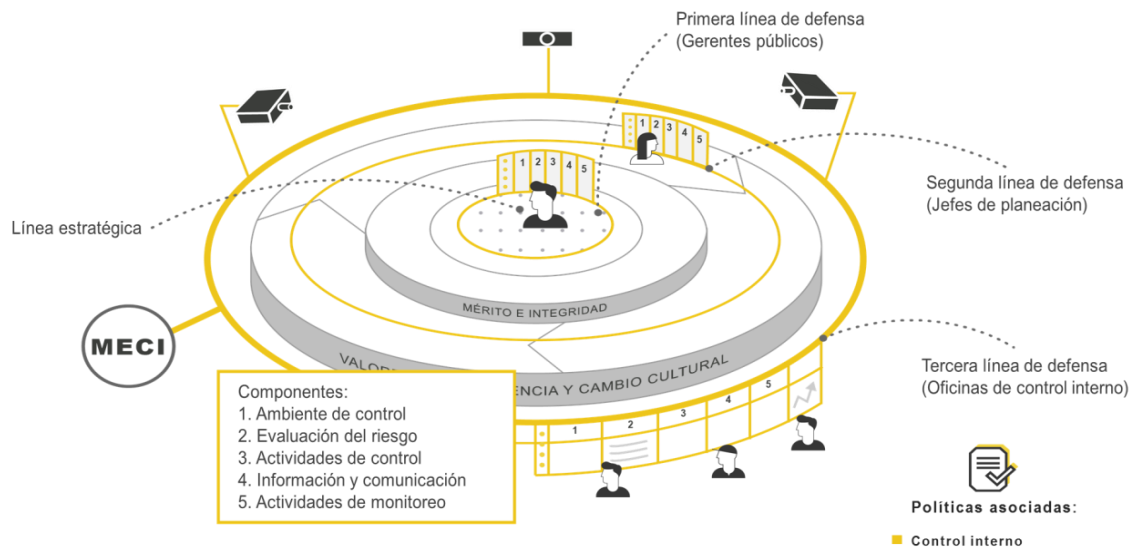 Primera línea de defensa
(Gerentes públicos)
1 2 3 4 5
1 2 3 4 5
Segunda línea de defensa
(Jefes de planeación)
Línea estratégica
MÉRITO E INTEGRIDAD
MECI
ENCIA Y CAMBIO CULTURAL
Tercera línea de defensa
(Oficinas de control interno)
Componentes:
1. Ambiente de control
2. Evaluación del riesgo
3. Actividades de control
4. Información y comunicación
5. Actividades de monitoreo
1 2 3 4 5
Políticas asociadas:
Control interno